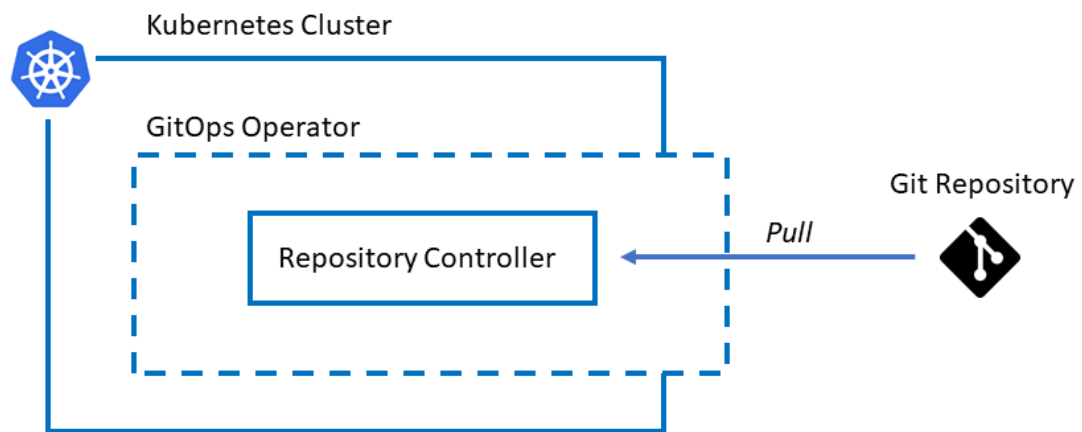 Kubernetes Cluster
GitOps Operator
Git Repository
Pull
Repository Controller